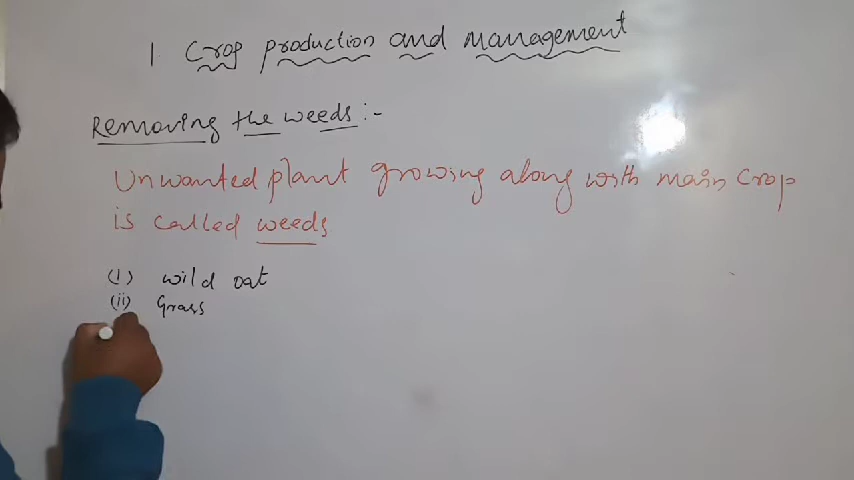 1 Crop production and management
Removing the weeds :-
Unwanted plant growing along with main crop
is called weeds
(i) wild oat
(ii) Grass